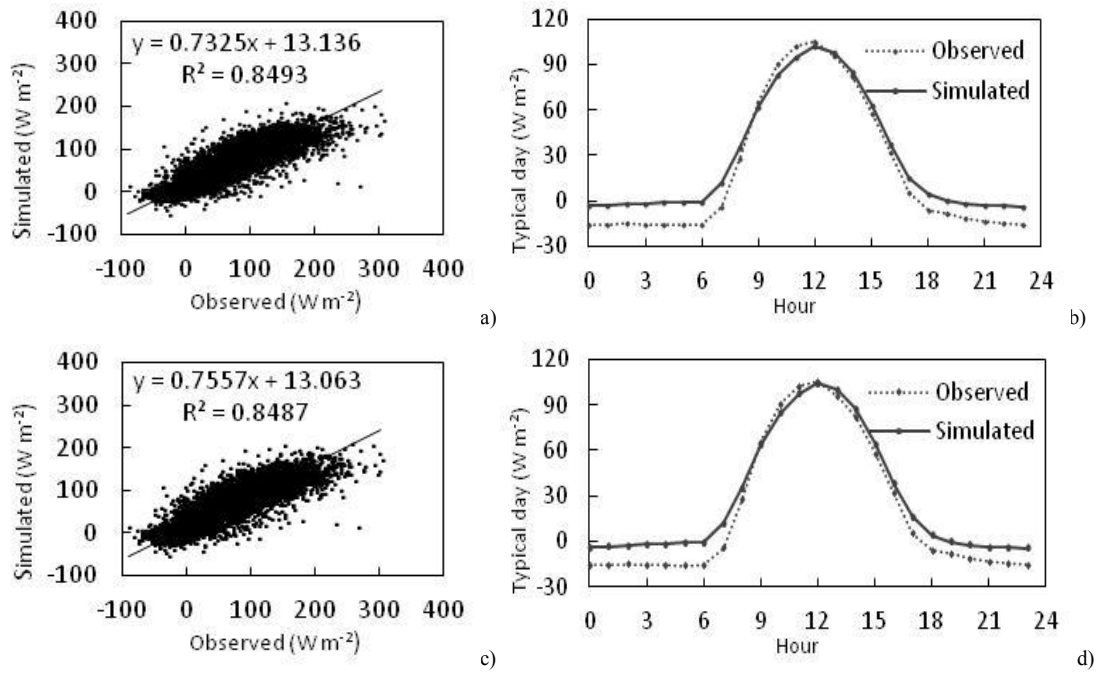 400
300
200
100
0
-100
Simulated (W m⁻²)
y = 0.7325x + 13.136
R² = 0.8493
-100 0 100 200 300 400
Observed (W m⁻²)
a)
120
90
60
30
0
-30
Typical day (W m⁻²)
Observed
Simulated
0 3 6 9 12 15 18 21 24
Hour
b)
400
300
200
100
0
-100
Simulated (W m⁻²)
y = 0.7557x + 13.063
R² = 0.8487
-100 0 100 200 300 400
Observed (W m⁻²)
c)
120
90
60
30
0
-30
Typical day (W m⁻²)
Observed
Simulated
0 3 6 9 12 15 18 21 24
Hour
d)